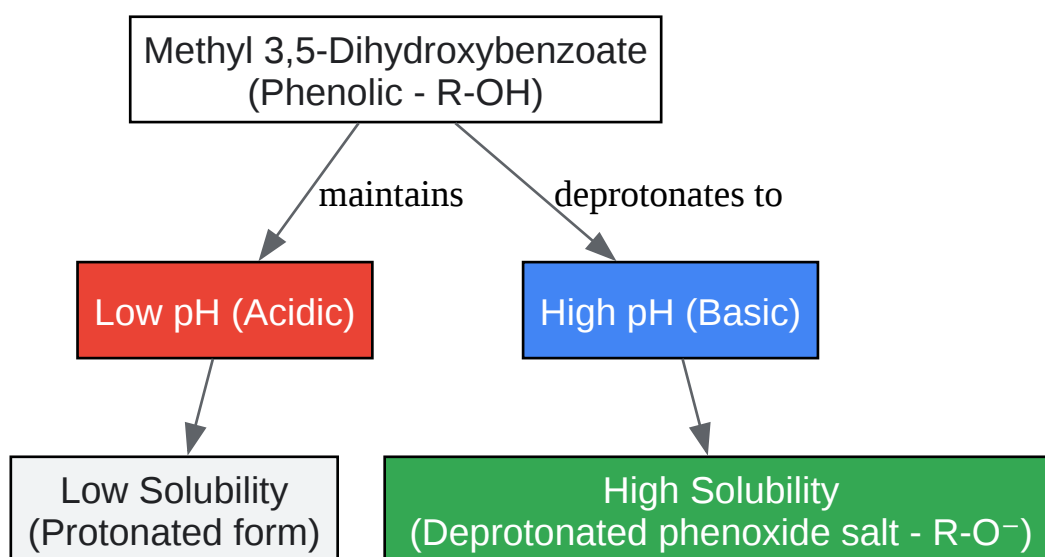 Methyl 3,5-Dihydroxybenzoate
(Phenolic - R-OH)
maintains
deprotonates to
Low pH (Acidic)
High pH (Basic)
Low Solubility
(Protonated form)
High Solubility
(Deprotonated phenoxide salt - R-O⁻)